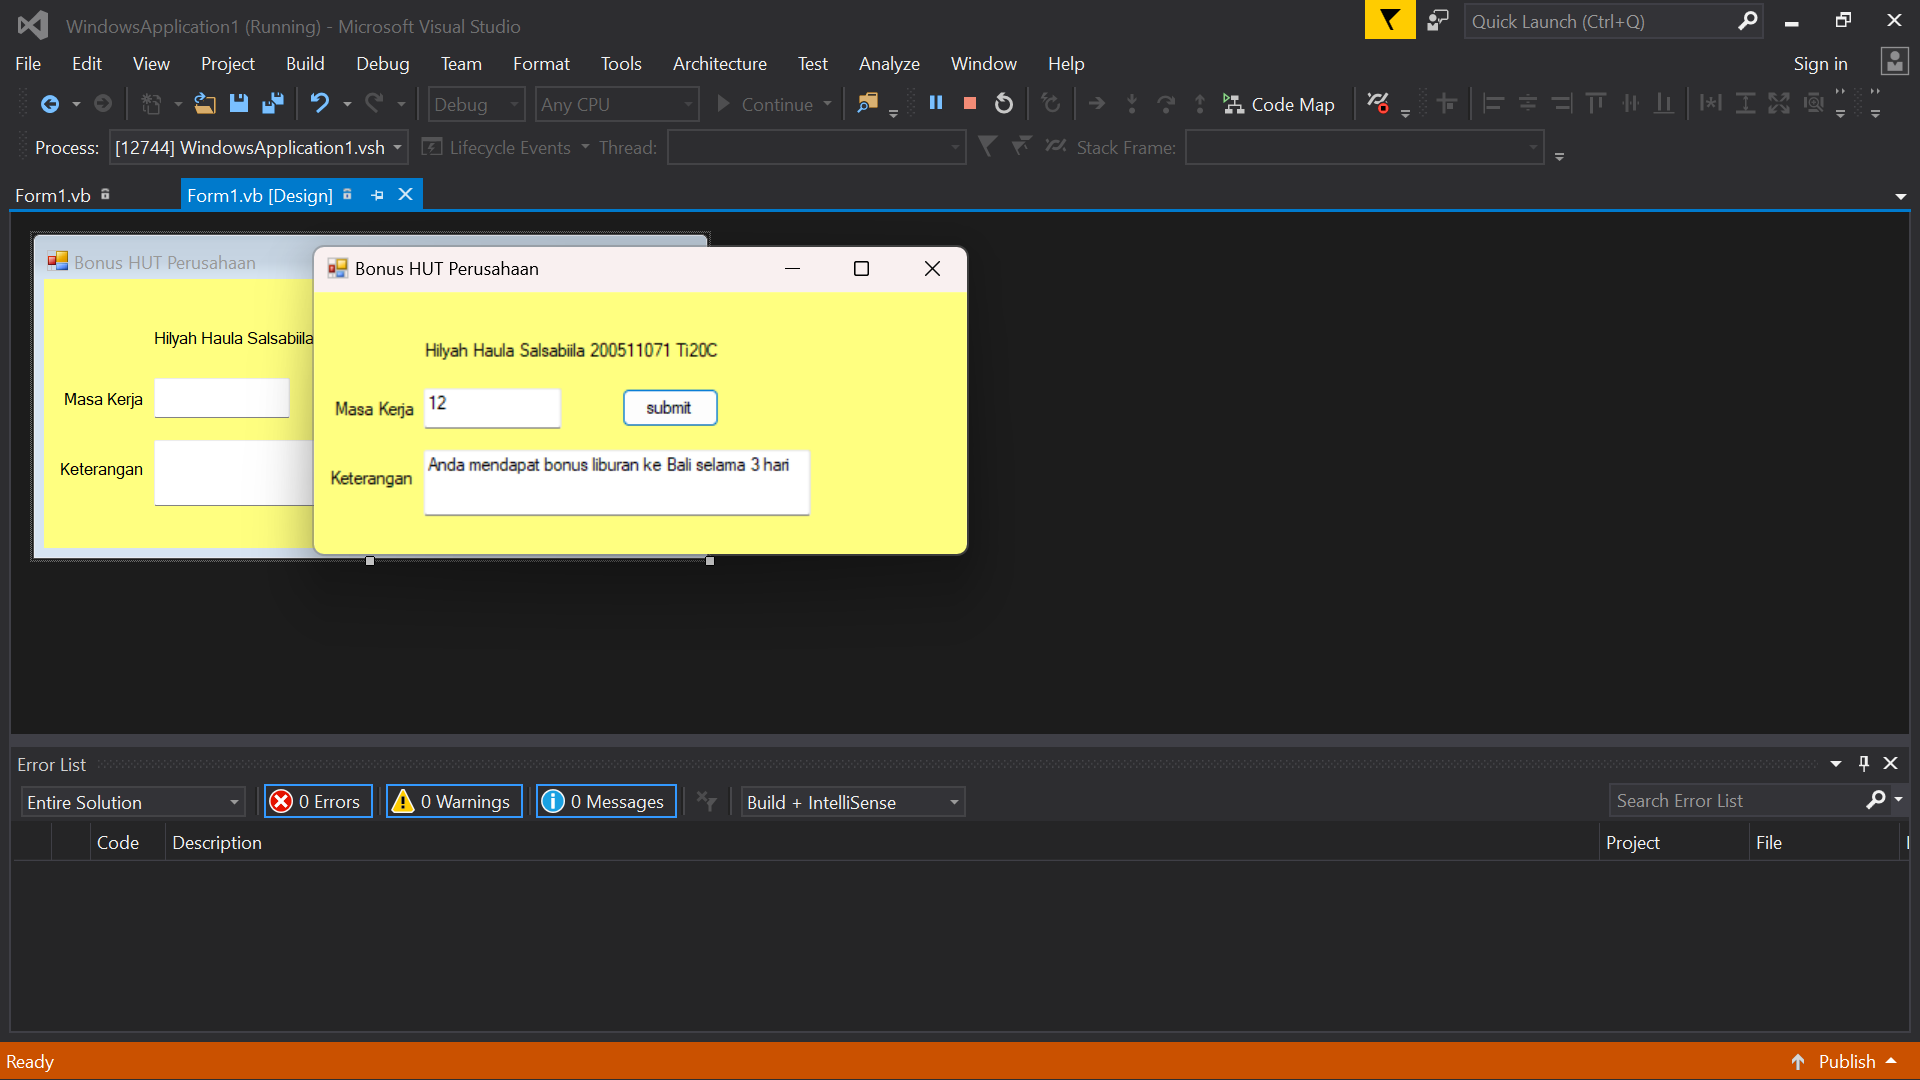 WindowsApplication1 (Running) - Microsoft Visual Studio
Quick Launch (Ctrl+Q)
File Edit View Project Build Debug Team Format Tools Architecture Test Analyze Window Help
Sign in
Debug Any CPU Continue Code Map
Process: [12744] WindowsApplication1.vsh Lifecycle Events Thread: Stack Frame:
Form1.vb Form1.vb [Design]
Bonus HUT Perusahaan
Hilyah Haula Salsabiila
Masa Kerja
Keterangan
Bonus HUT Perusahaan
Hilyah Haula Salsabiila 200511071 Ti20C
Masa Kerja 12 submit
Keterangan Anda mendapat bonus liburan ke Bali selama 3 hari
Error List
Entire Solution 0 Errors 0 Warnings 0 Messages Build + IntelliSense Search Error List
Code Description Project File
Ready Publish